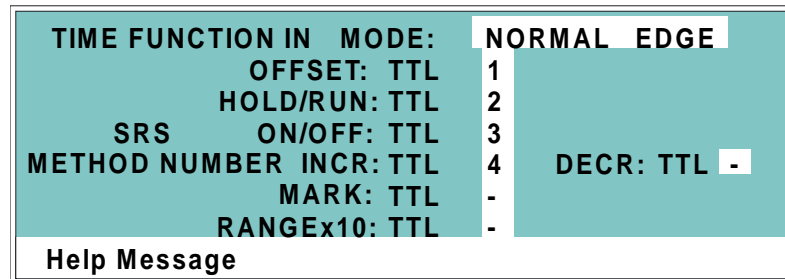 TIME FUNCTION IN MODE: NORMAL EDGE
OFFSET: TTL 1
HOLD/RUN: TTL 2
SRS ON/OFF: TTL 3
METHOD NUMBER INCR: TTL 4 DECR: TTL -
MARK: TTL -
RANGEx10: TTL -
Help Message